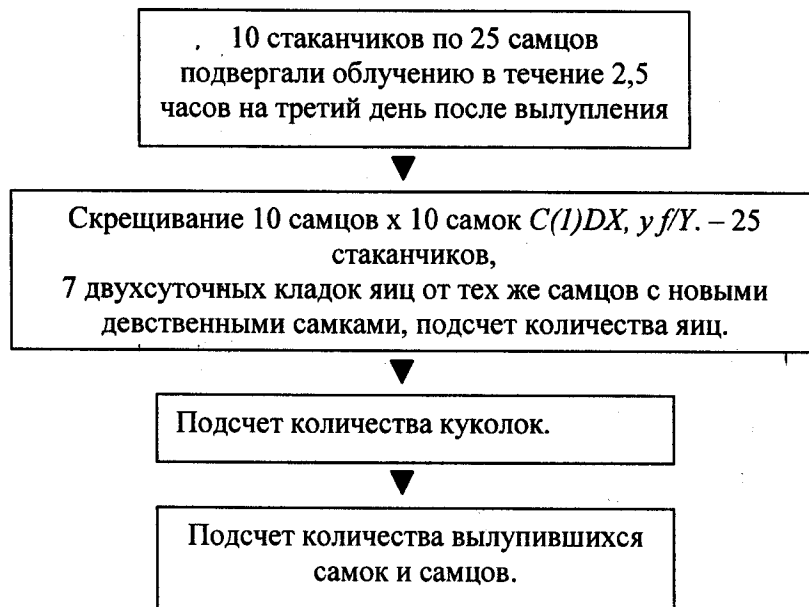 10 стаканчиков по 25 самцов
подвергали облучению в течение 2,5
часов на третий день после вылупления
Скрещивание 10 самцов х 10 самок C(1)DX, y f/Y. – 25
стаканчиков,
7 двухсуточных кладок яиц от тех же самцов с новыми
девственными самками, подсчет количества яиц.
Подсчет количества куколок.
Подсчет количества вылупившихся
самок и самцов.